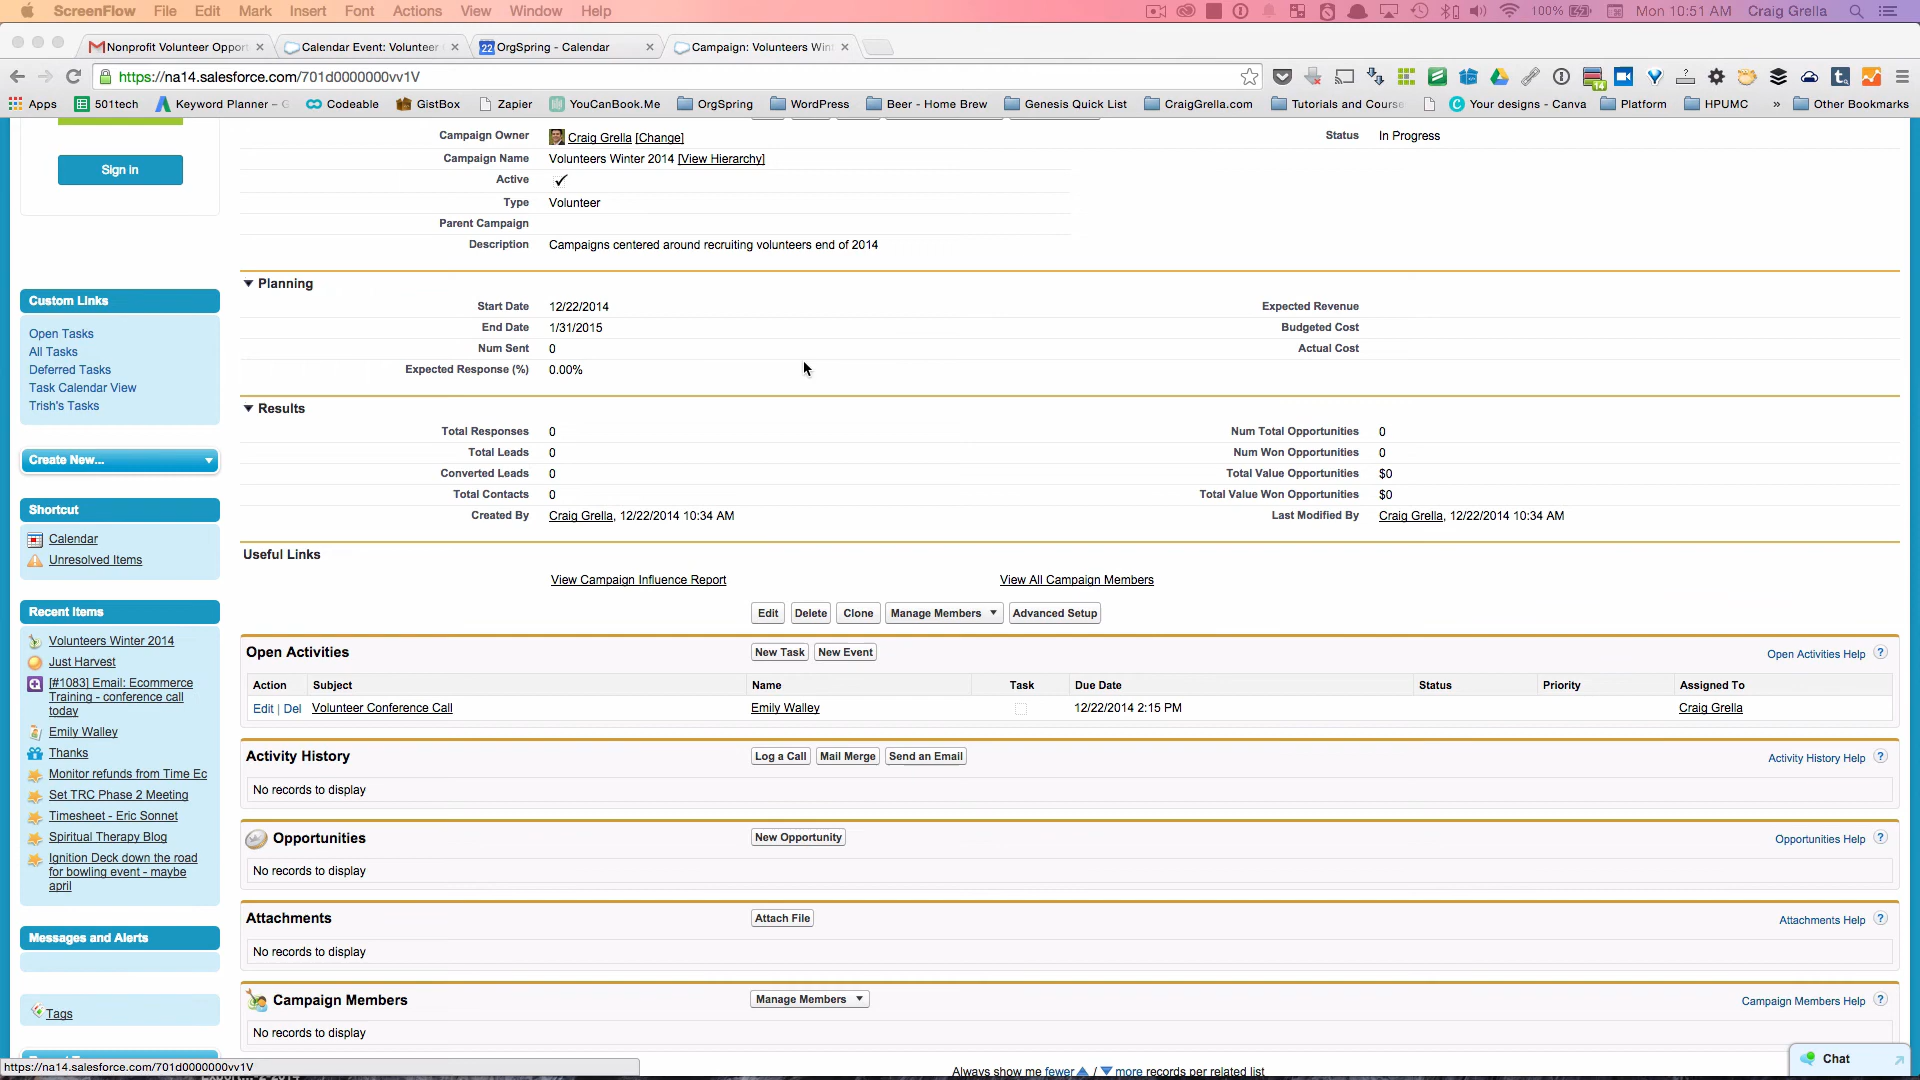 ScreenFlow File Edit Mark Insert Font Actions View Window Help 100% Mon 10:51 AM Craig Grella
Nonprofit Volunteer Oppor Calendar Event: Volunteer 22 OrgSpring - Calendar Campaign: Volunteers Win
https://na14.salesforce.com/701d0000000vv1V
14
Apps 501tech Keyword Planner – G Codeable GistBox Zapier YouCanBook.Me OrgSpring WordPress Beer - Home Brew Genesis Quick List CraigGrella.com Tutorials and Course Your designs - Canva Platform HPUMC » Other Bookmarks
Campaign Owner Craig Grella [Change] Status In Progress
Campaign Name Volunteers Winter 2014 [View Hierarchy]
Active
Type Volunteer
Parent Campaign
Description Campaigns centered around recruiting volunteers end of 2014
Planning
Start Date 12/22/2014 Expected Revenue
End Date 1/31/2015 Budgeted Cost
Num Sent 0 Actual Cost
Expected Response (%) 0.00%
Results
Total Responses 0 Num Total Opportunities 0
Total Leads 0 Num Won Opportunities 0
Converted Leads 0 Total Value Opportunities $0
Total Contacts 0 Total Value Won Opportunities $0
Created By Craig Grella, 12/22/2014 10:34 AM Last Modified By Craig Grella, 12/22/2014 10:34 AM
Useful Links
View Campaign Influence Report View All Campaign Members
Edit Delete Clone Manage Members Advanced Setup
Open Activities New Task New Event Open Activities Help ?
Action Subject Name Task Due Date Status Priority Assigned To
Edit | Del Volunteer Conference Call Emily Walley 12/22/2014 2:15 PM Craig Grella
Activity History Log a Call Mail Merge Send an Email Activity History Help ?
No records to display
Opportunities New Opportunity Opportunities Help ?
No records to display
Attachments Attach File Attachments Help ?
No records to display
Campaign Members Manage Members Campaign Members Help ?
No records to display
Always show me fewer / more records per related list
Sign in
Custom Links
Open Tasks
All Tasks
Deferred Tasks
Task Calendar View
Trish's Tasks
Create New...
Shortcut
Calendar
Unresolved Items
Recent Items
Volunteers Winter 2014
Just Harvest
[#1083] Email: Ecommerce
Training - conference call
today
Emily Walley
Thanks
Monitor refunds from Time Ec
Set TRC Phase 2 Meeting
Timesheet - Eric Sonnet
Spiritual Therapy Blog
Ignition Deck down the road
for bowling event - maybe
april
Messages and Alerts
Tags
https://na14.salesforce.com/701d0000000vv1V
Chat